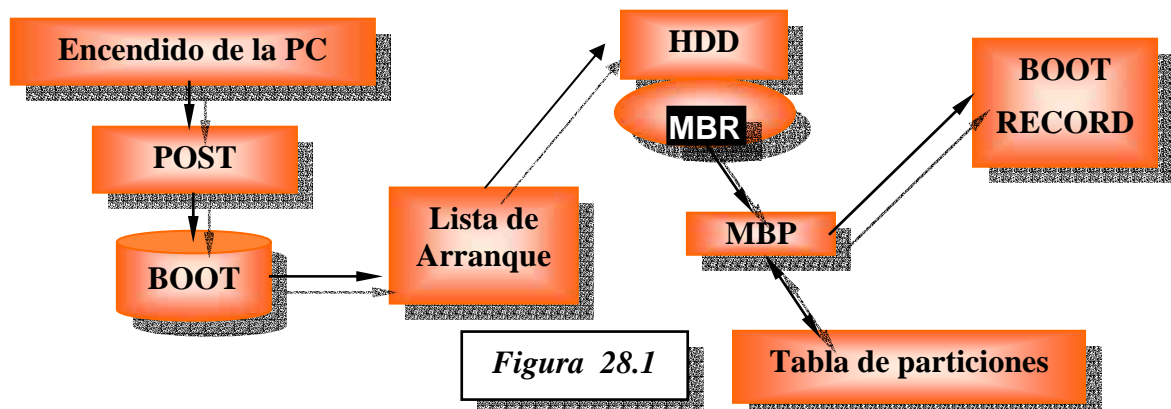 Encendido de la PC
POST
BOOT
Lista de
Arranque
HDD
MBR
MBP
BOOT
RECORD
Tabla de particiones
Figura 28.1